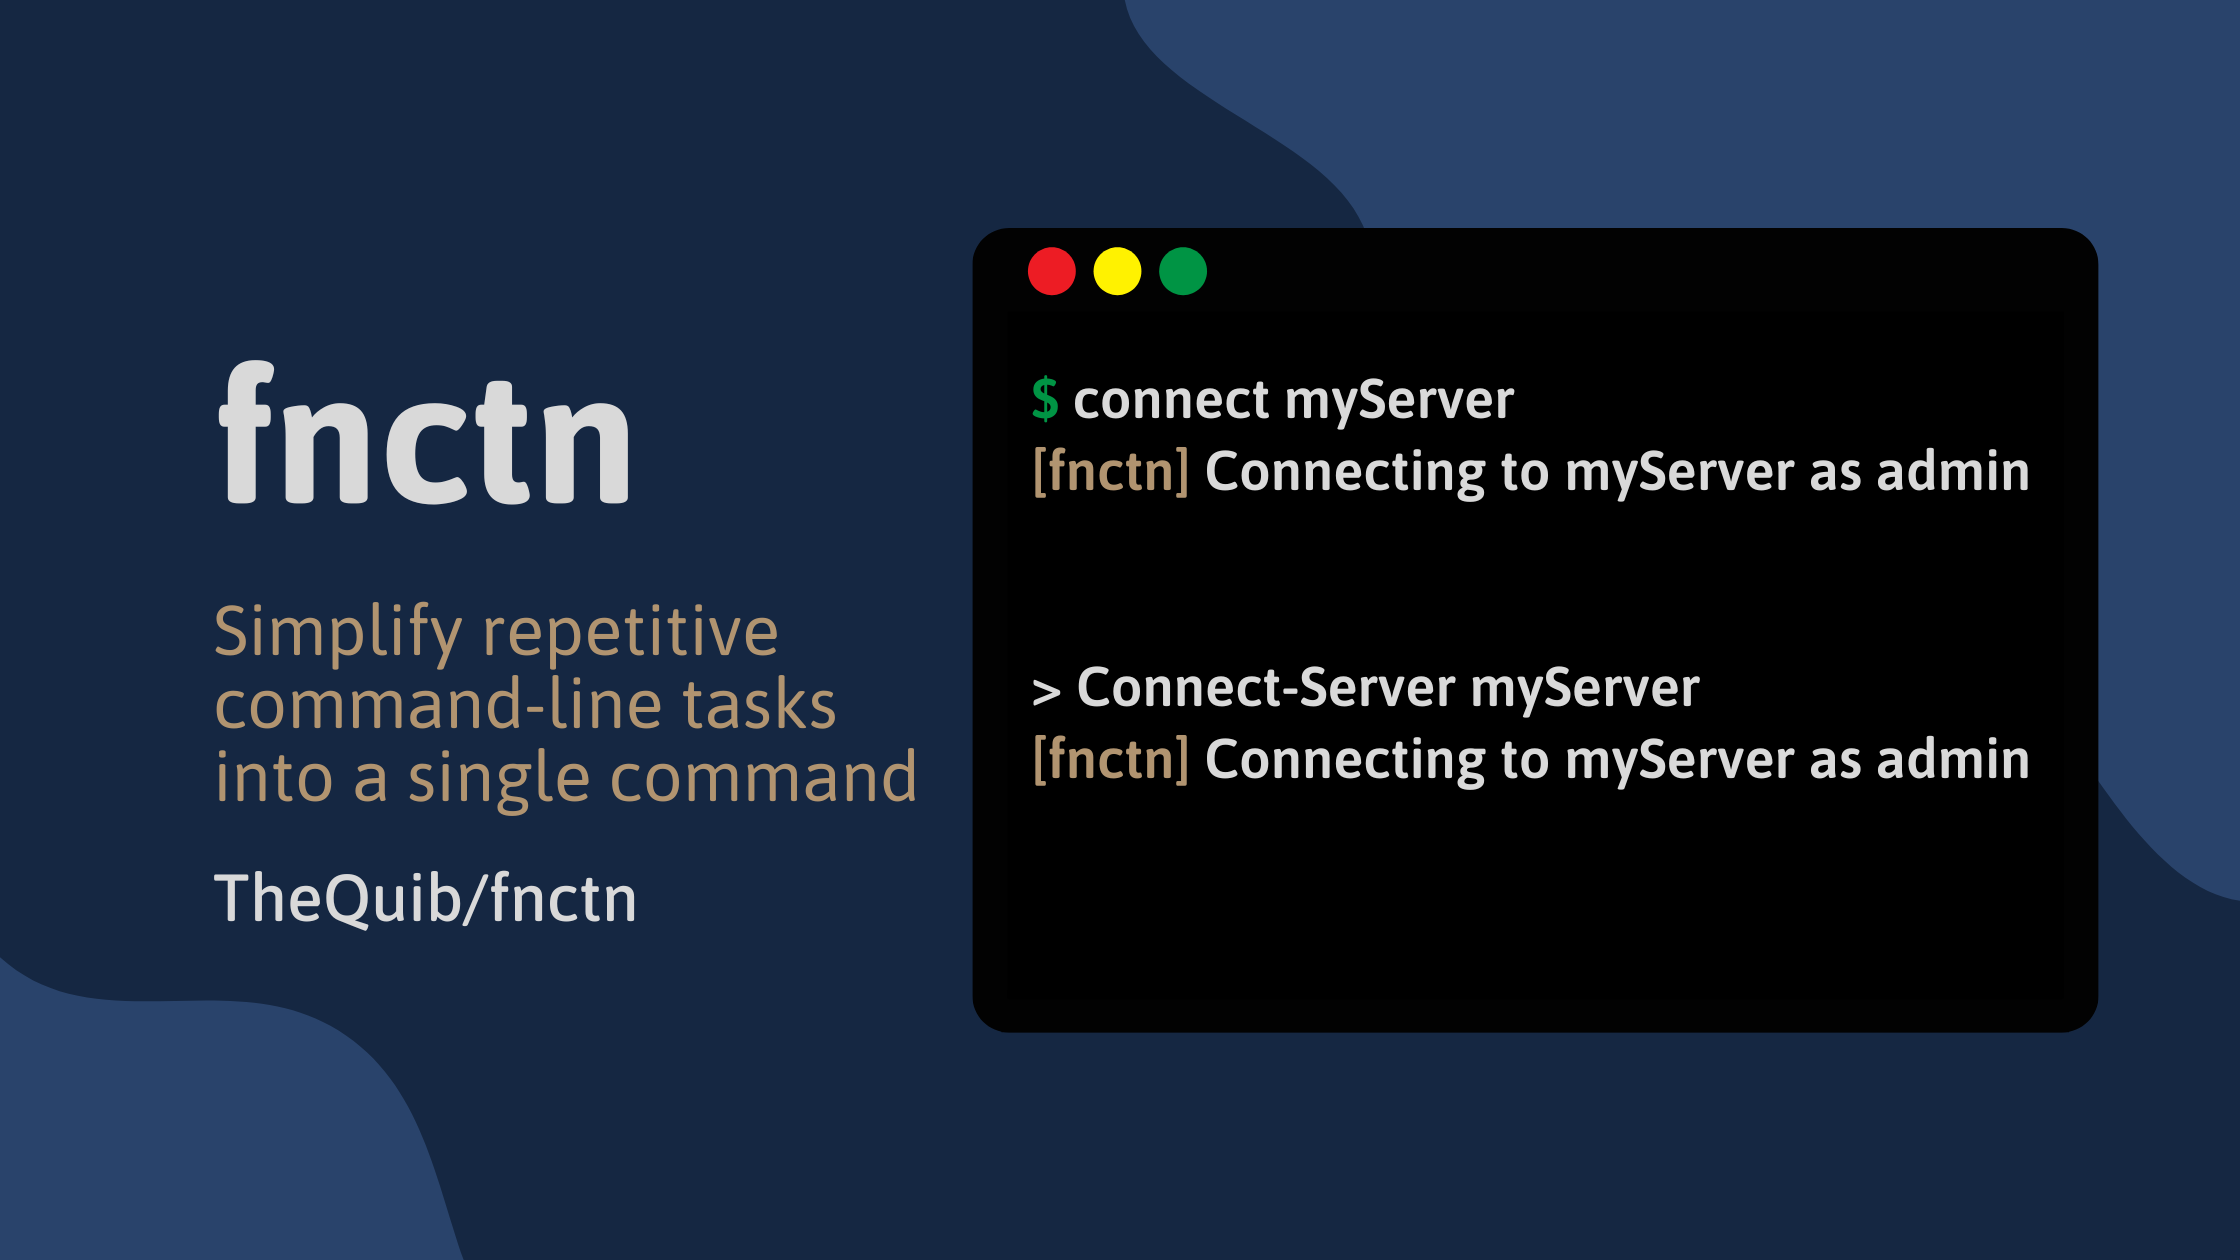 fnctn
Simplify repetitive
command-line tasks
into a single command
TheQuib/fnctn
$ connect myServer
[fnctn] Connecting to myServer as admin
> Connect-Server myServer
[fnctn] Connecting to myServer as admin